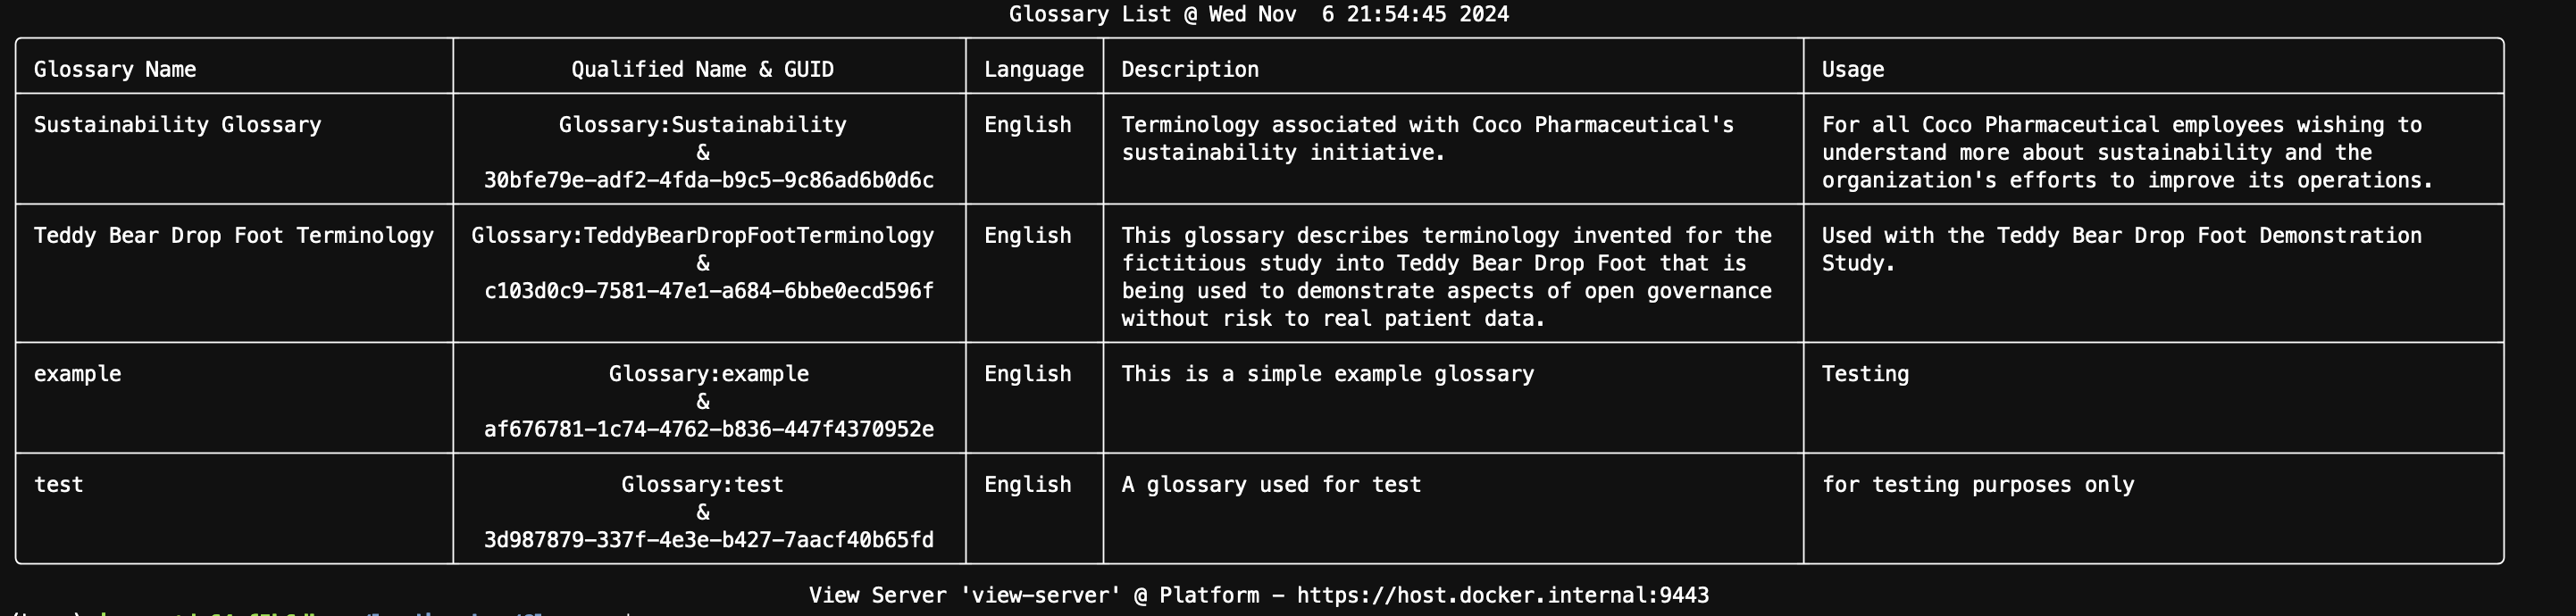 Glossary List @ Wed Nov  6 21:54:45 2024
Glossary Name
Qualified Name & GUID
Language
Description
Usage
Sustainability Glossary
Glossary:Sustainability
&
30bfe79e-adf2-4fda-b9c5-9c86ad6b0d6c
English
Terminology associated with Coco Pharmaceutical's
sustainability initiative.
For all Coco Pharmaceutical employees wishing to
understand more about sustainability and the
organization's efforts to improve its operations.
Teddy Bear Drop Foot Terminology
Glossary:TeddyBearDropFootTerminology
&
c103d0c9-7581-47e1-a684-6bbe0ecd596f
English
This glossary describes terminology invented for the
fictitious study into Teddy Bear Drop Foot that is
being used to demonstrate aspects of open governance
without risk to real patient data.
Used with the Teddy Bear Drop Foot Demonstration
Study.
example
Glossary:example
&
af676781-1c74-4762-b836-447f4370952e
English
This is a simple example glossary
Testing
test
Glossary:test
&
3d987879-337f-4e3e-b427-7aacf40b65fd
English
A glossary used for test
for testing purposes only
View Server 'view-server' @ Platform - https://host.docker.internal:9443